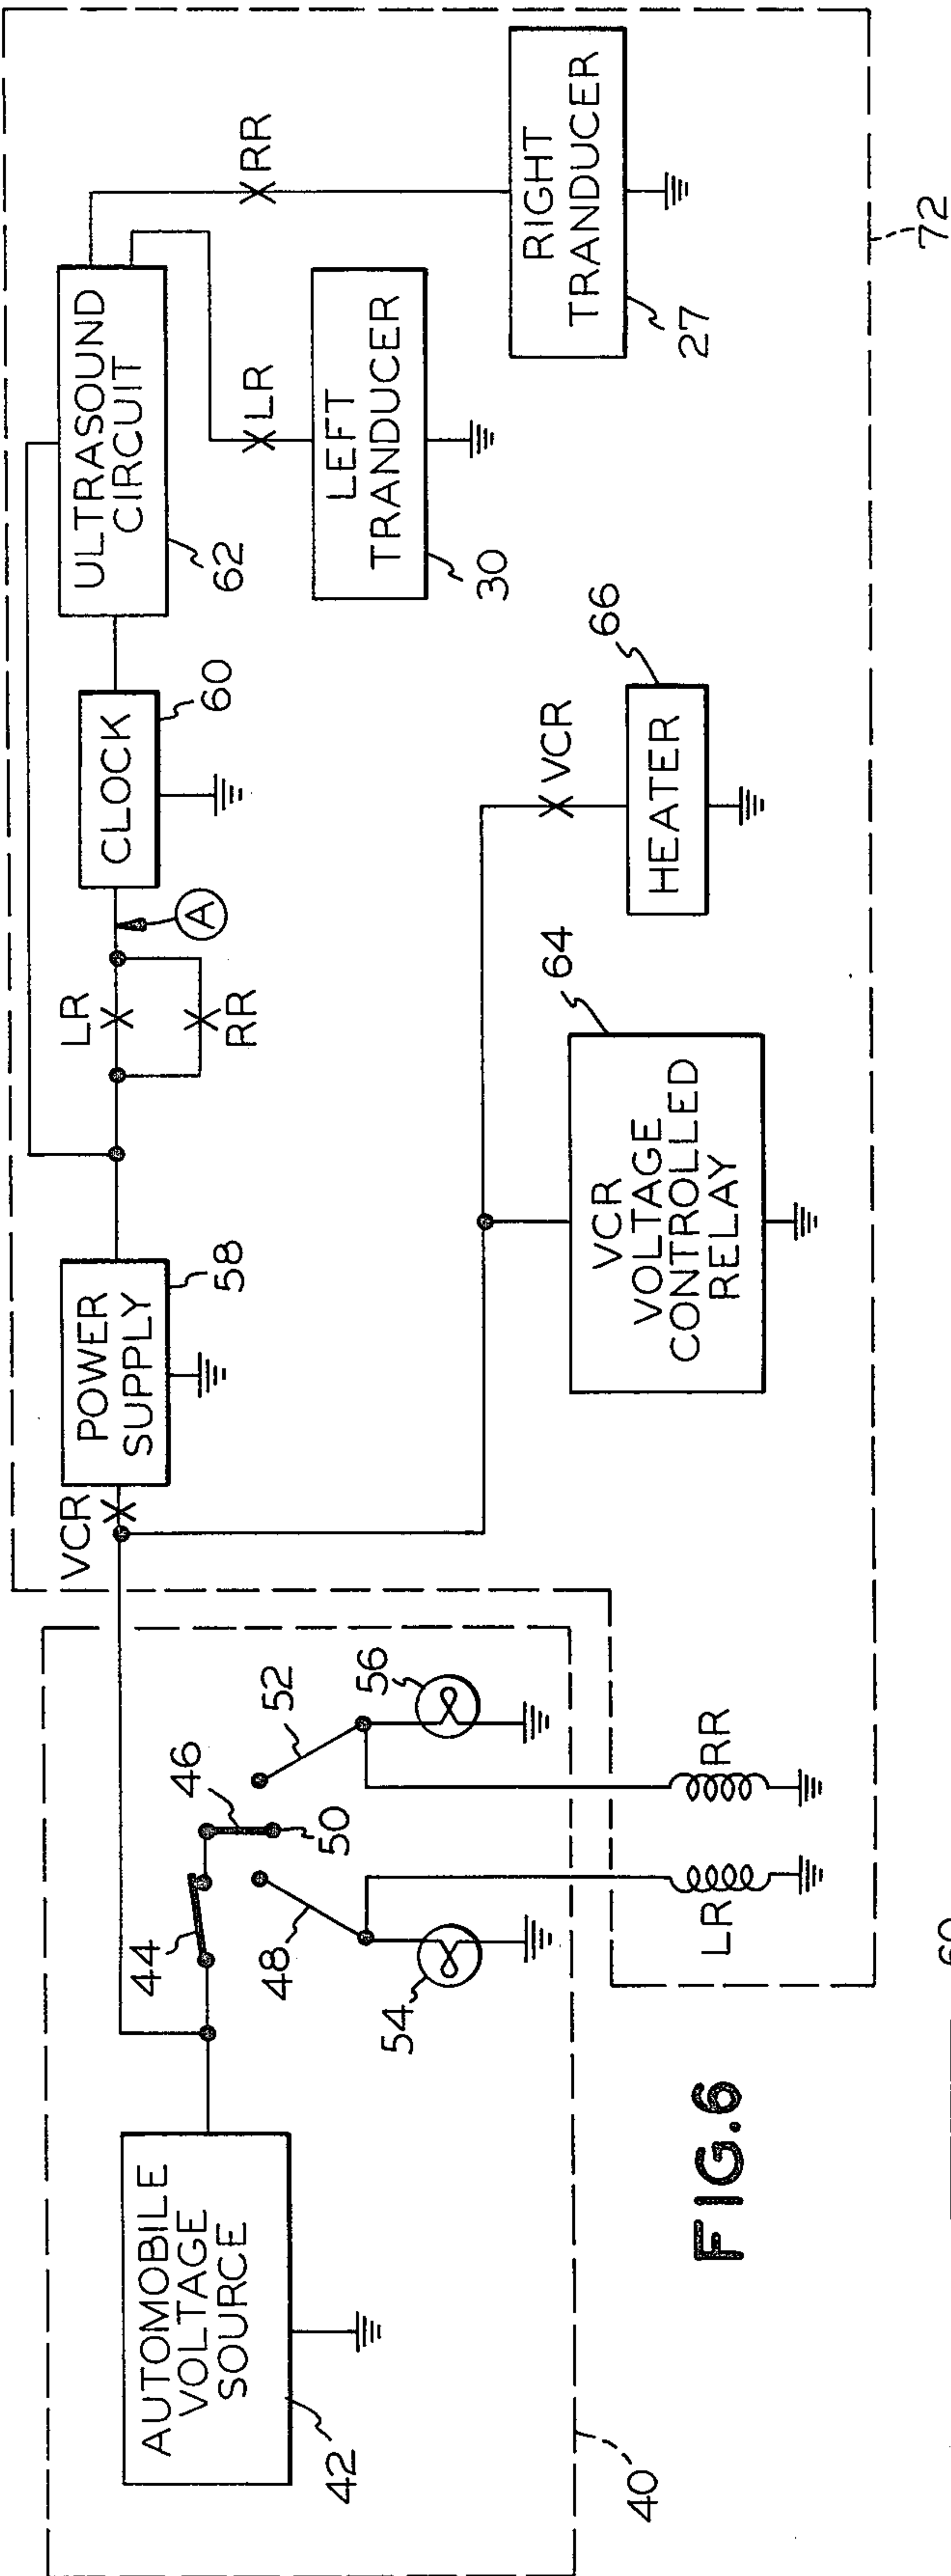 AUTOMOBILE
VOLTAGE
SOURCE
42
40
44
46
48
50
52
54
56
LR
RR
VCR
POWER
SUPPLY
58
LR
RR
A
CLOCK
60
ULTRASOUND
CIRCUIT
62
LR
RR
LEFT
TRANDUCER
30
RIGHT
TRANDUCER
27
VCR
VOLTAGE
CONTROLLED
RELAY
64
VCR
HEATER
66
72
FIG.6
60